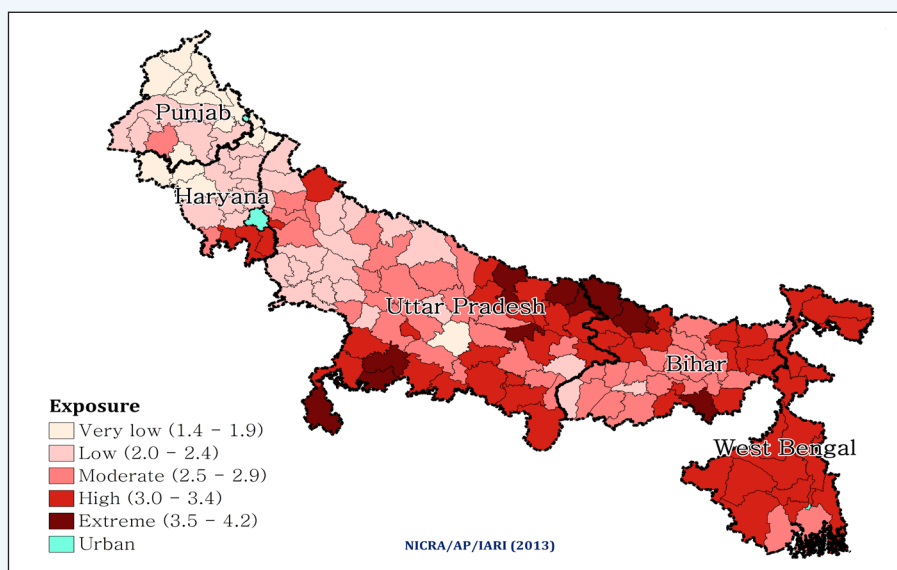 Punjab
Haryana
Uttar Pradesh
Bihar
West Bengal
Exposure
Very low (1.4 - 1.9)
Low (2.0 - 2.4)
Moderate (2.5 - 2.9)
High (3.0 - 3.4)
Extreme (3.5 - 4.2)
Urban
NICRA/AP/IARI (2013)